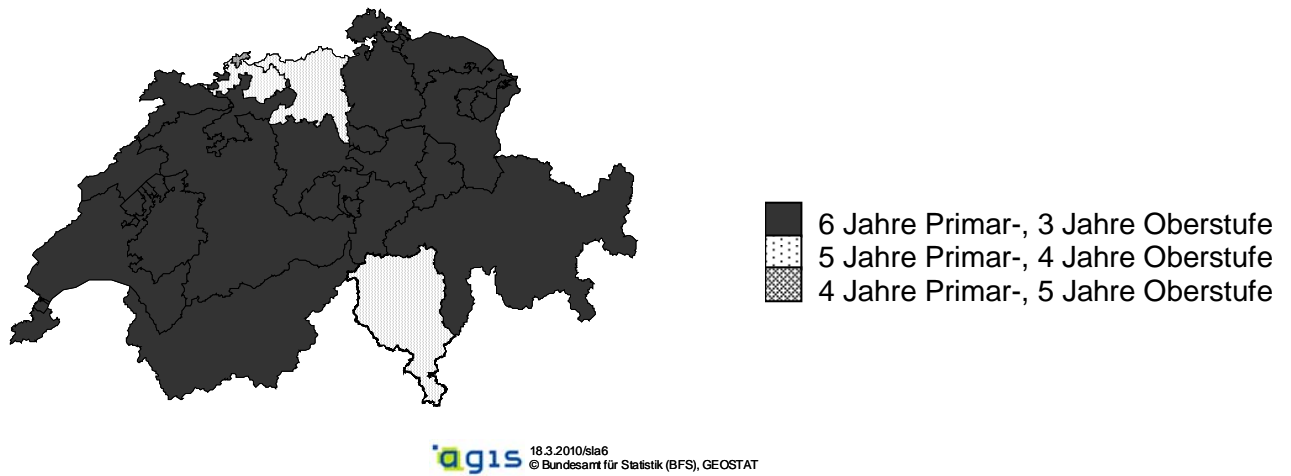 6 Jahre Primar-, 3 Jahre Oberstufe
5 Jahre Primar-, 4 Jahre Oberstufe
4 Jahre Primar-, 5 Jahre Oberstufe
agis
18.3.2010/sla6
© Bundesamt für Statistik (BFS), GEOSTAT